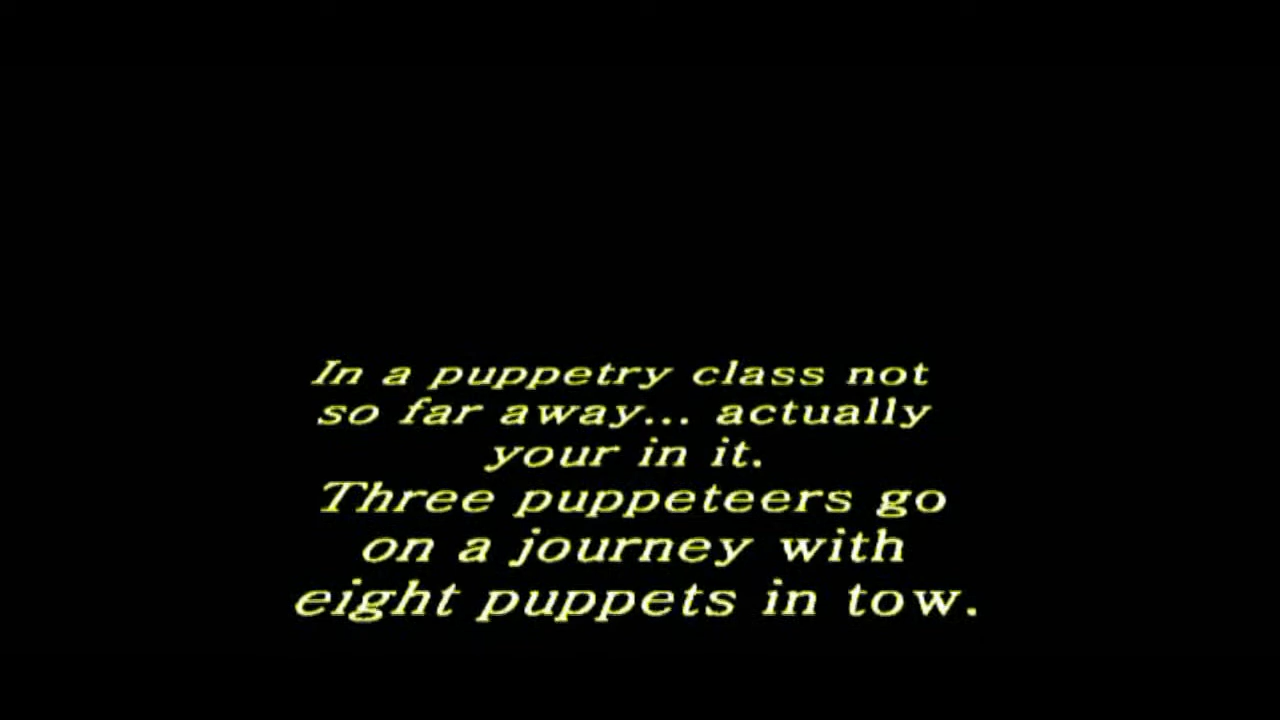 In a puppetry class not
so far away... actually
your in it.
Three puppeteers go
on a journey with
eight puppets in tow.